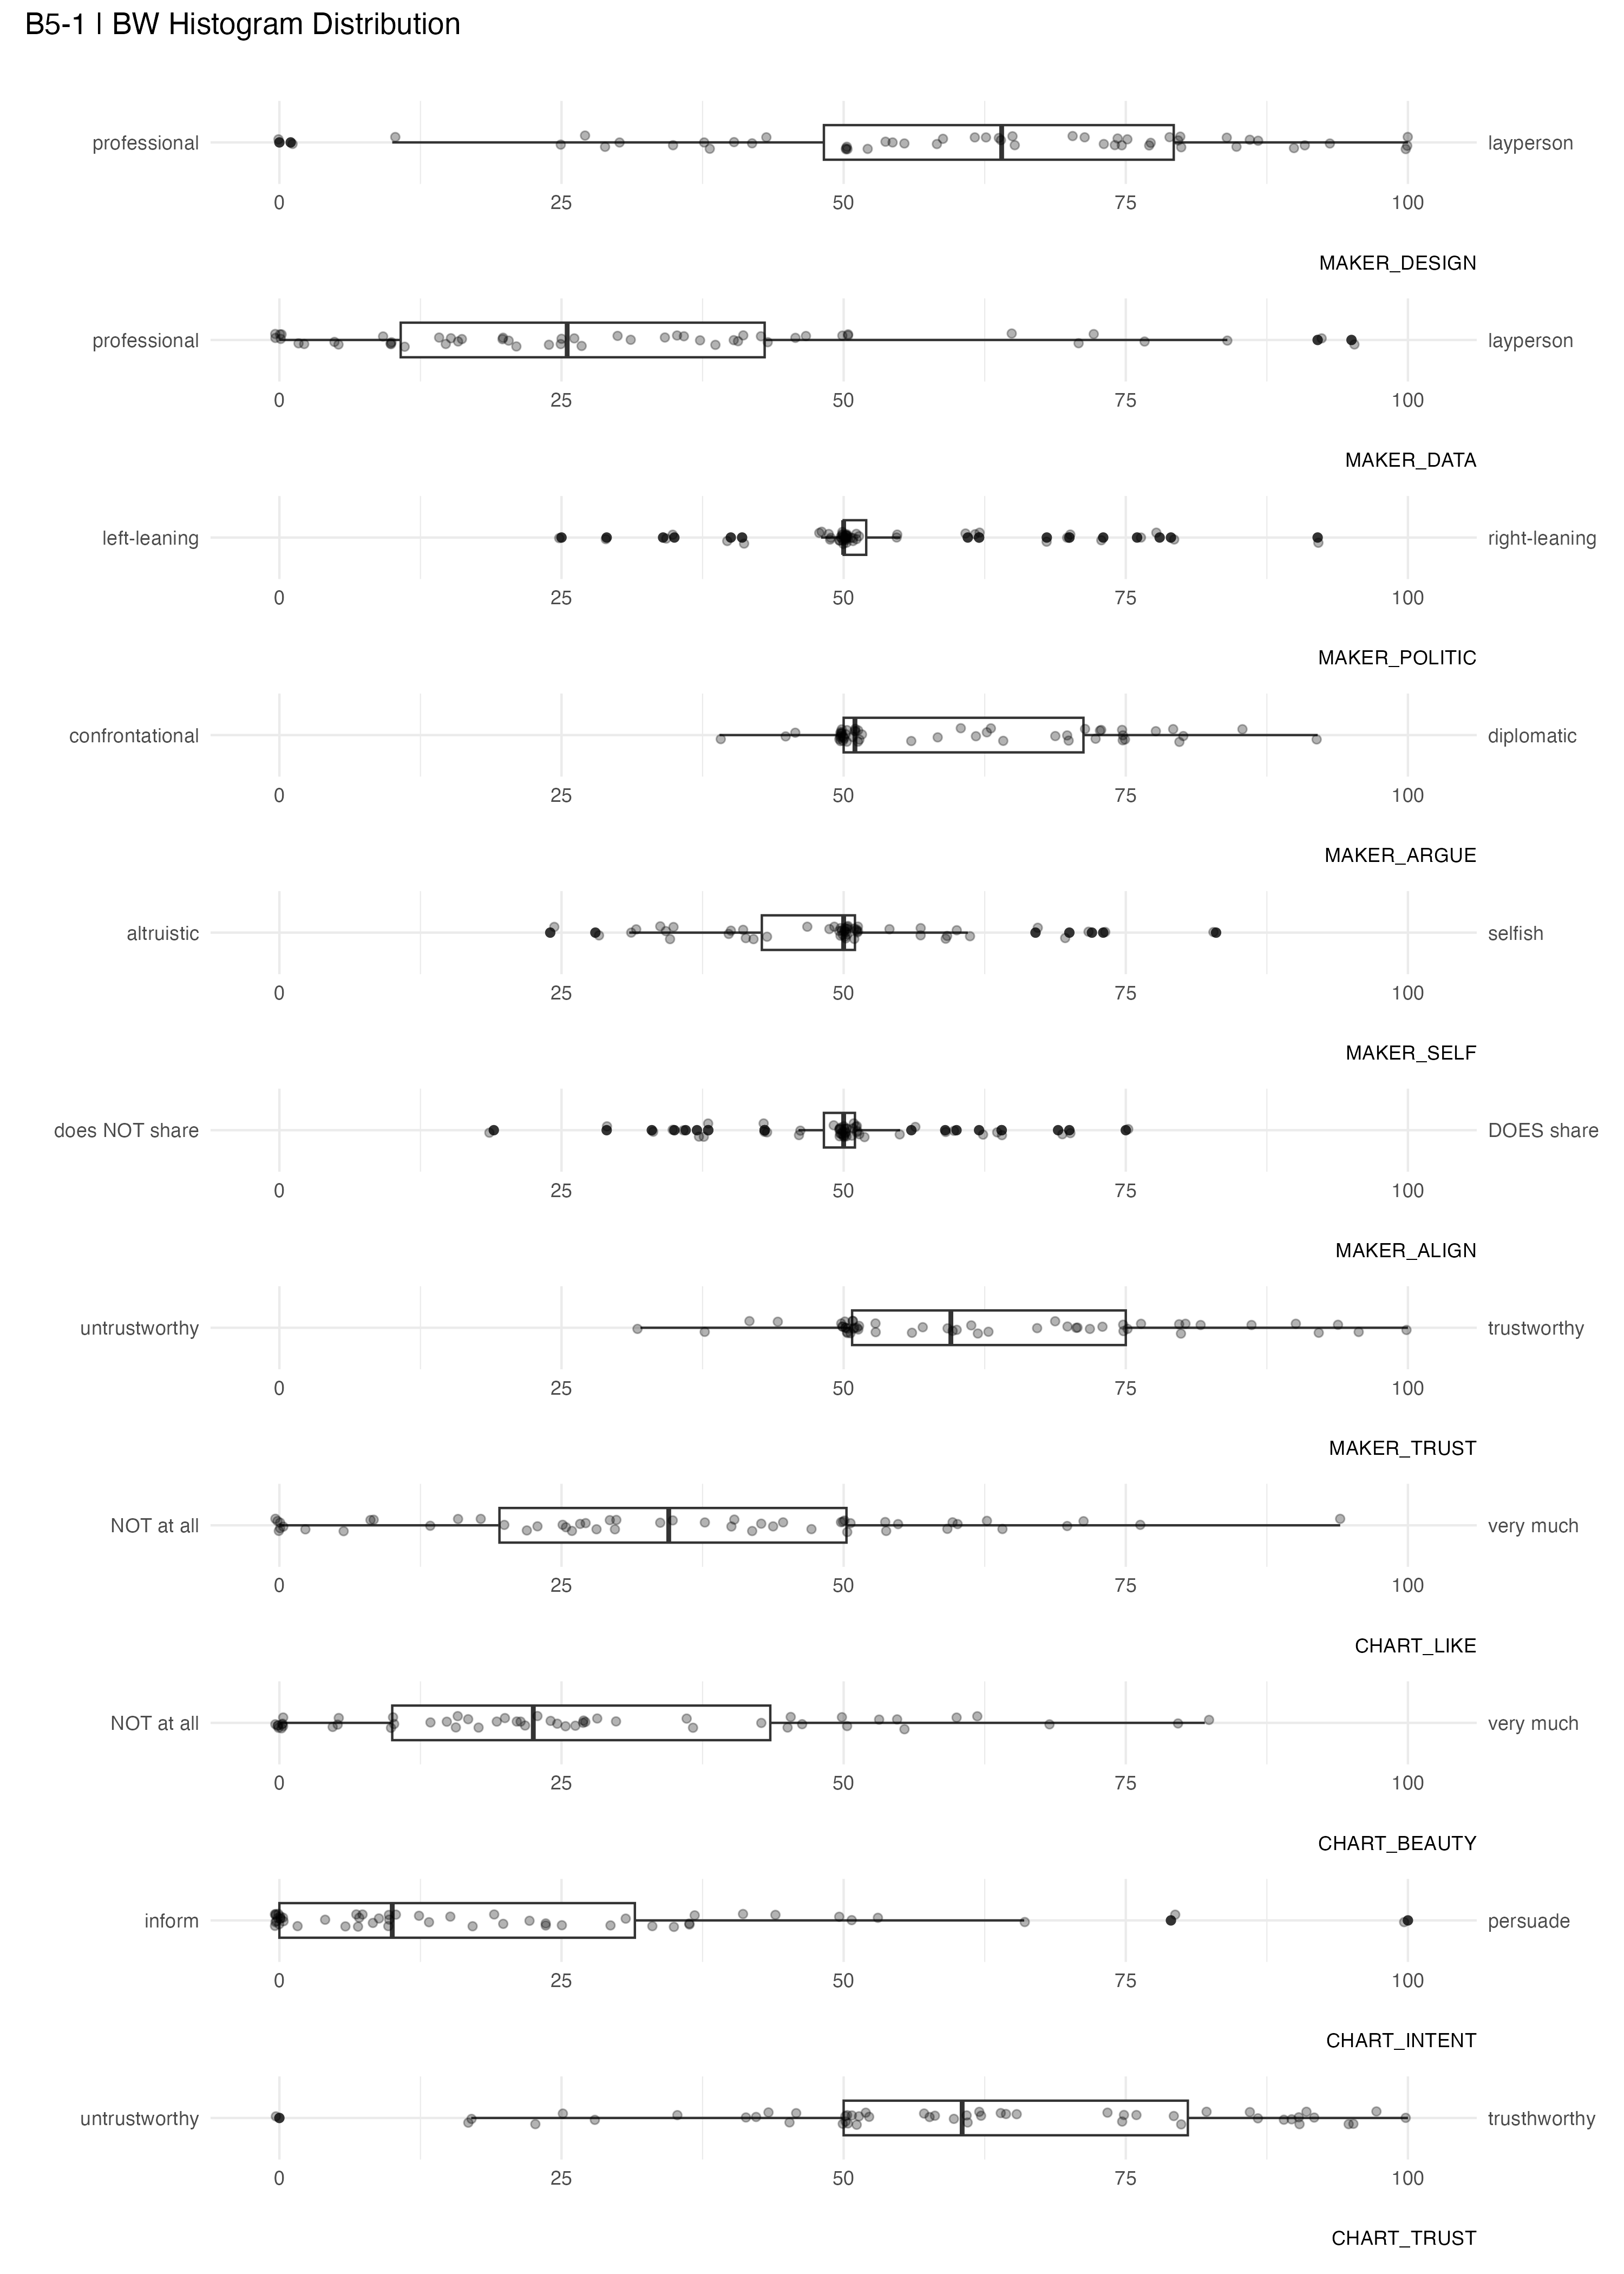 B5-1 | BW Histogram Distribution
professional layperson
0 25 50 75 100
MAKER_DESIGN
professional layperson
0 25 50 75 100
MAKER_DATA
left-leaning right-leaning
0 25 50 75 100
MAKER_POLITIC
confrontational diplomatic
0 25 50 75 100
MAKER_ARGUE
altruistic selfish
0 25 50 75 100
MAKER_SELF
does NOT share DOES share
0 25 50 75 100
MAKER_ALIGN
untrustworthy trustworthy
0 25 50 75 100
MAKER_TRUST
NOT at all very much
0 25 50 75 100
CHART_LIKE
NOT at all very much
0 25 50 75 100
CHART_BEAUTY
inform persuade
0 25 50 75 100
CHART_INTENT
untrustworthy trusthworthy
0 25 50 75 100
CHART_TRUST